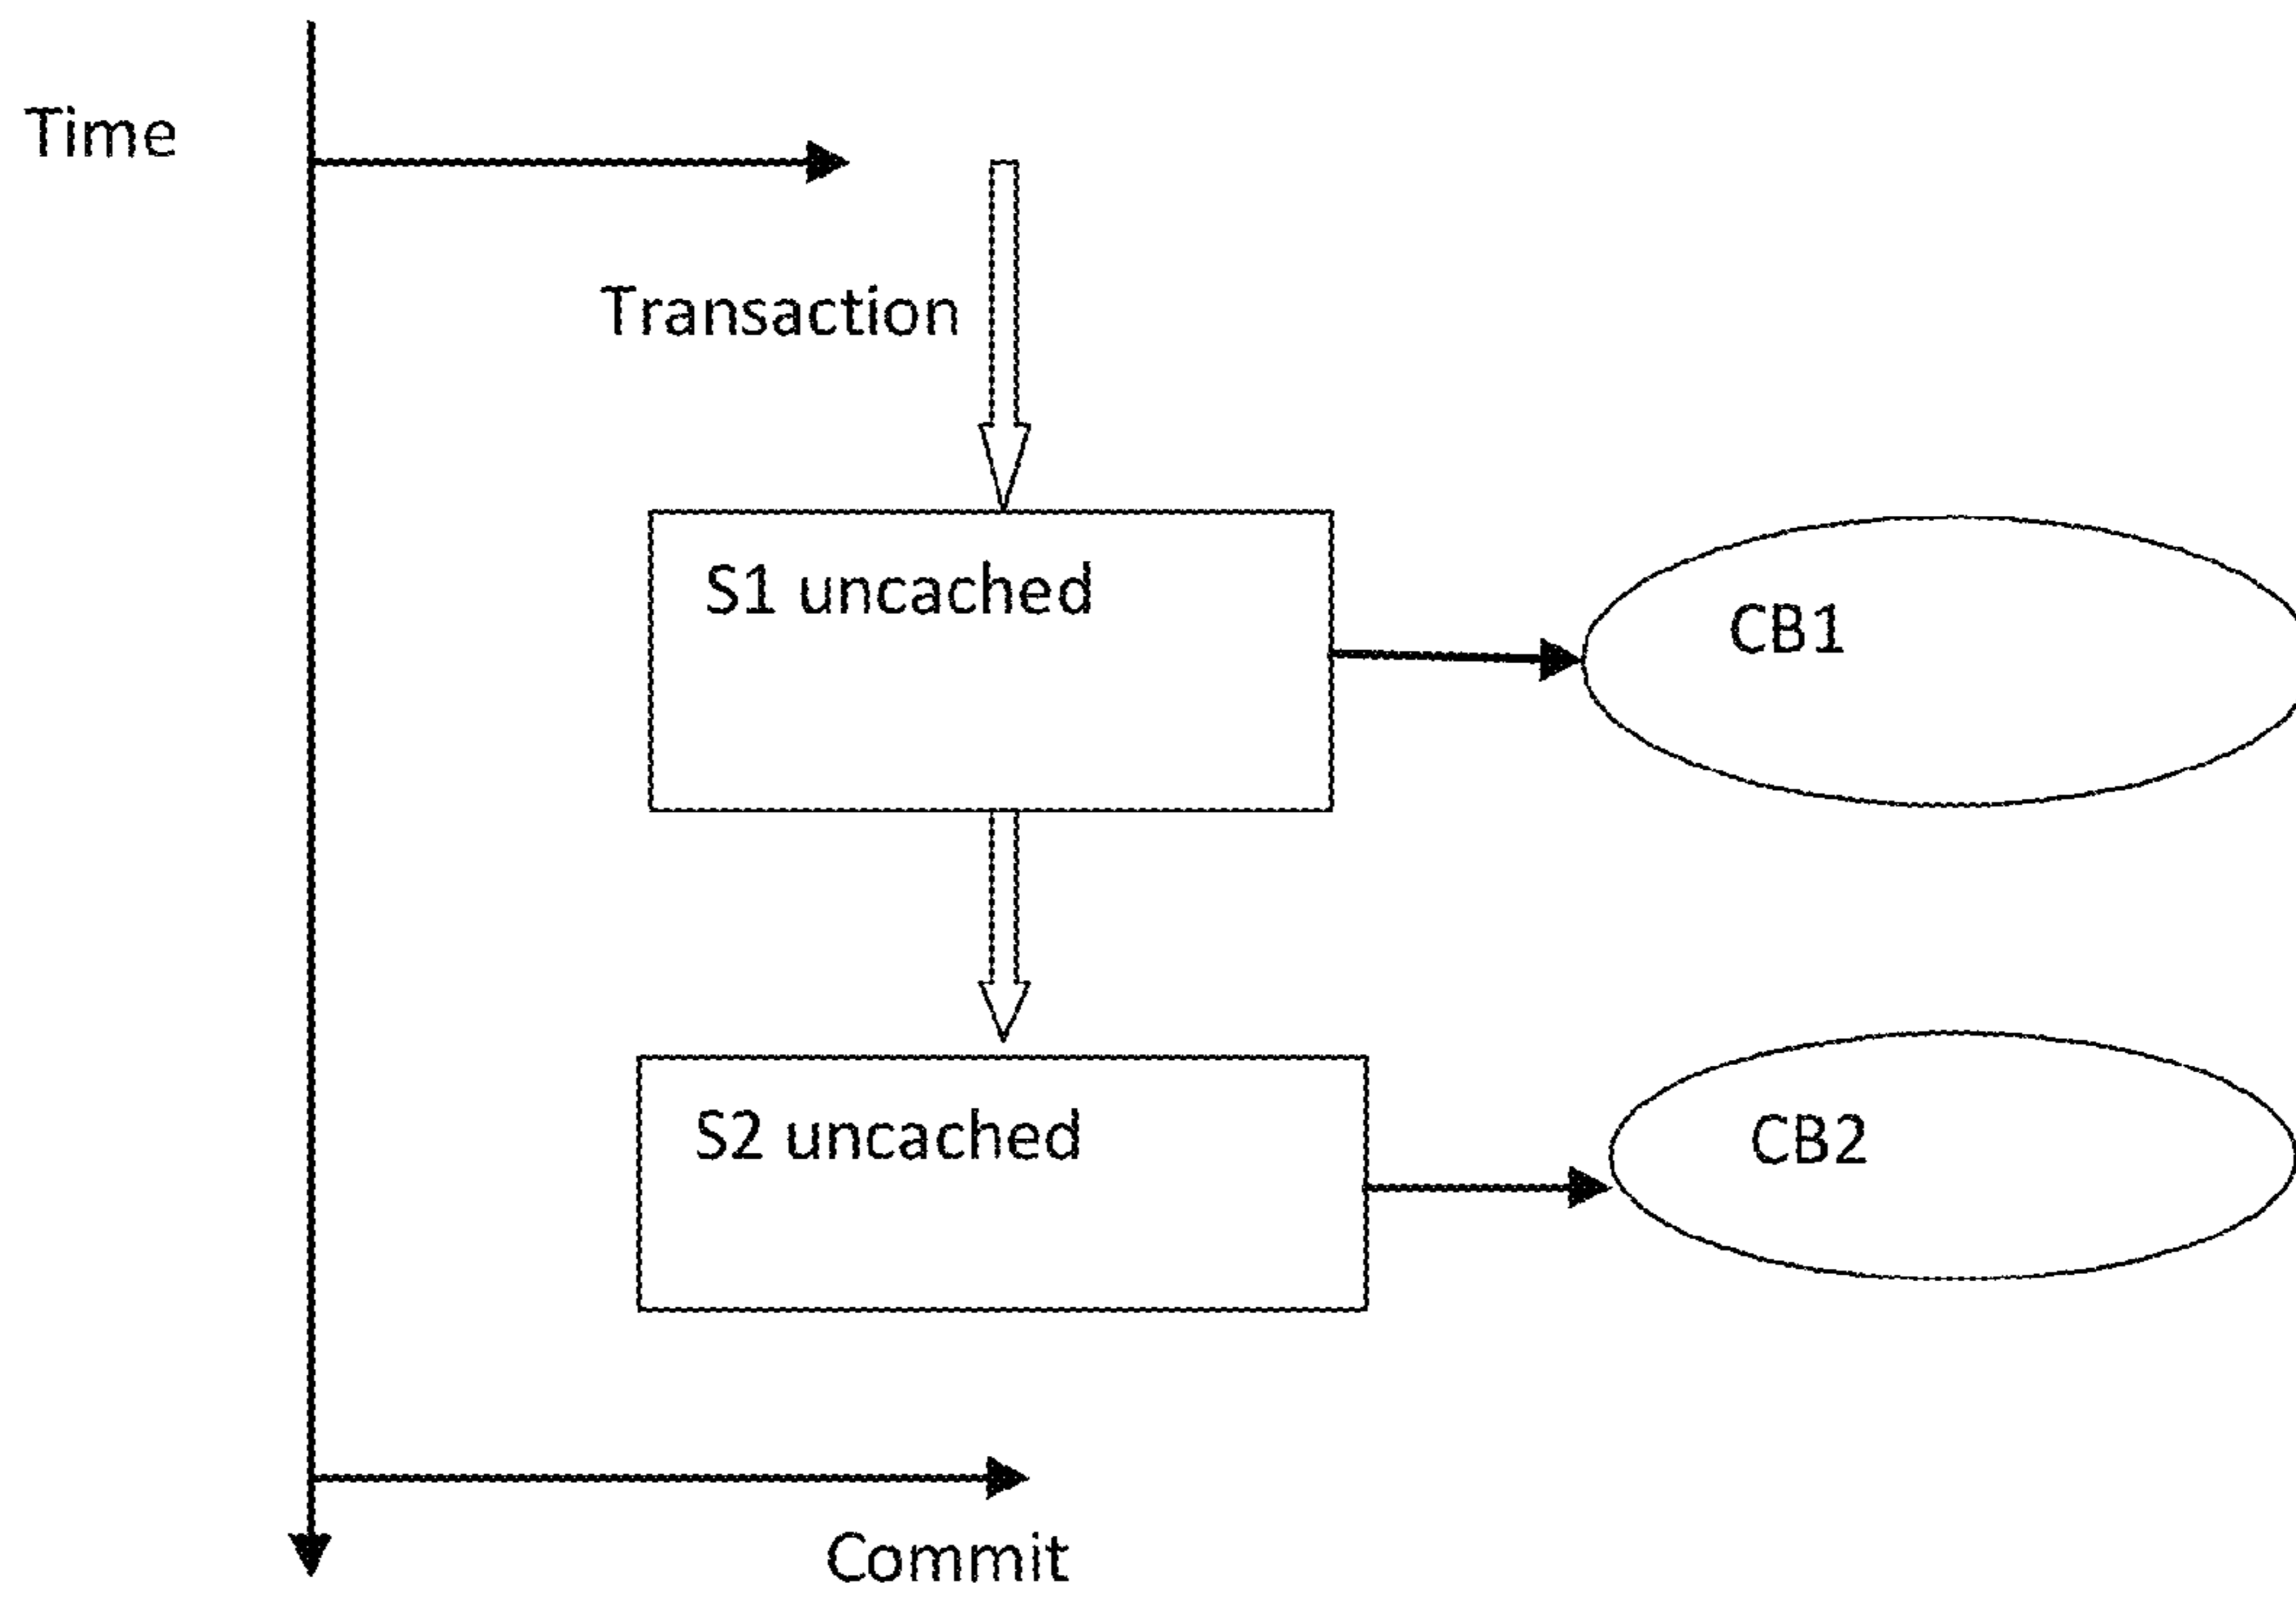 Time
Transaction
S1 uncached
CB1
S2 uncached
CB2
Commit